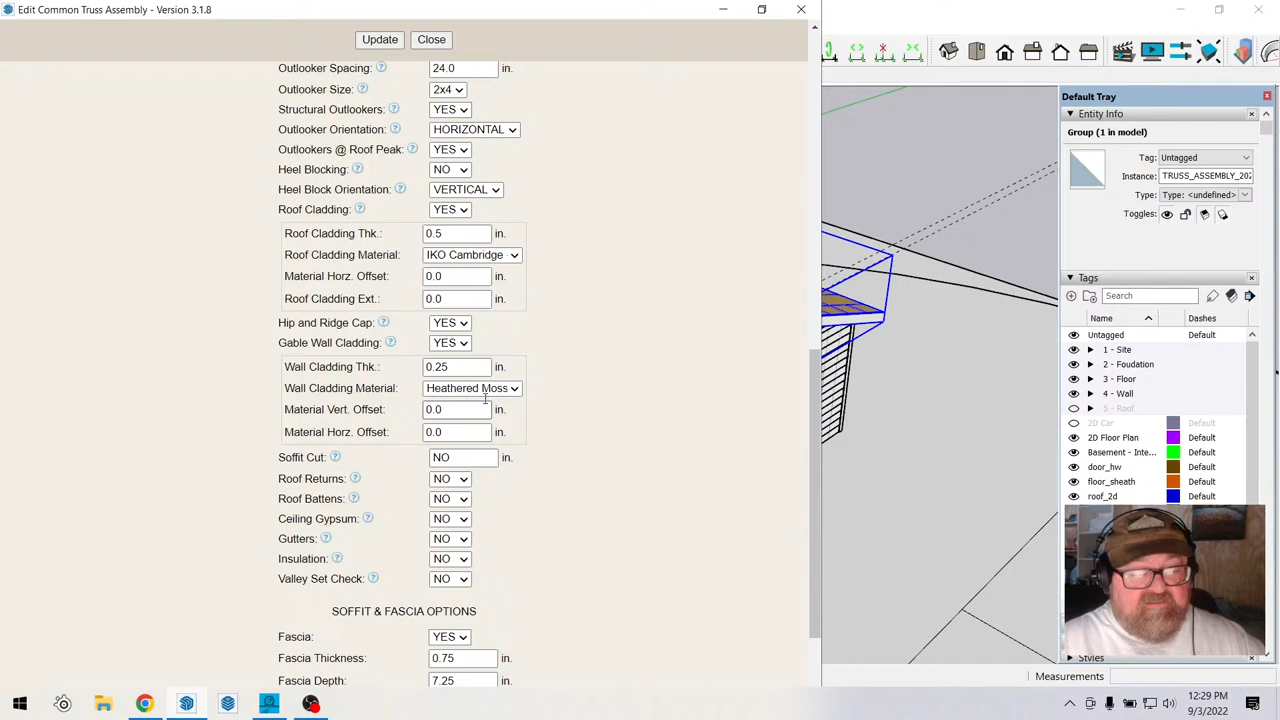 Edit Common Truss Assembly - Version 3.1.8
Update
Close
Outlooker Spacing: 24.0 in.
Outlooker Size: 2x4
Structural Outlookers: YES
Outlooker Orientation: HORIZONTAL
Outlookers @ Roof Peak: YES
Heel Blocking: NO
Heel Block Orientation: VERTICAL
Roof Cladding: YES
Roof Cladding Thk.: 0.5 in.
Roof Cladding Material: IKO Cambridge
Material Horz. Offset: 0.0 in.
Roof Cladding Ext.: 0.0 in.
Hip and Ridge Cap: YES
Gable Wall Cladding: YES
Wall Cladding Thk.: 0.25 in.
Wall Cladding Material: Heathered Moss
Material Vert. Offset: 0.0 in.
Material Horz. Offset: 0.0 in.
Soffit Cut: NO in.
Roof Returns: NO
Roof Battens: NO
Ceiling Gypsum: NO
Gutters: NO
Insulation: NO
Valley Set Check: NO
SOFFIT & FASCIA OPTIONS
Fascia: YES
Fascia Thickness: 0.75 in.
Fascia Depth: 7.25 in.
Default Tray
Entity Info
Group (1 in model)
Tag: Untagged
Instance: TRUSS_ASSEMBLY_202
Type: Type: <undefined>
Toggles:
Tags
Search
Name Dashes
Untagged Default
1 - Site
2 - Foudation
3 - Floor
4 - Wall
5 - Roof
2D Car Default
2D Floor Plan Default
Basement - Inte... Default
door_hw Default
floor_sheath Default
roof_2d Default
Styles
Measurements
12:29 PM
9/3/2022